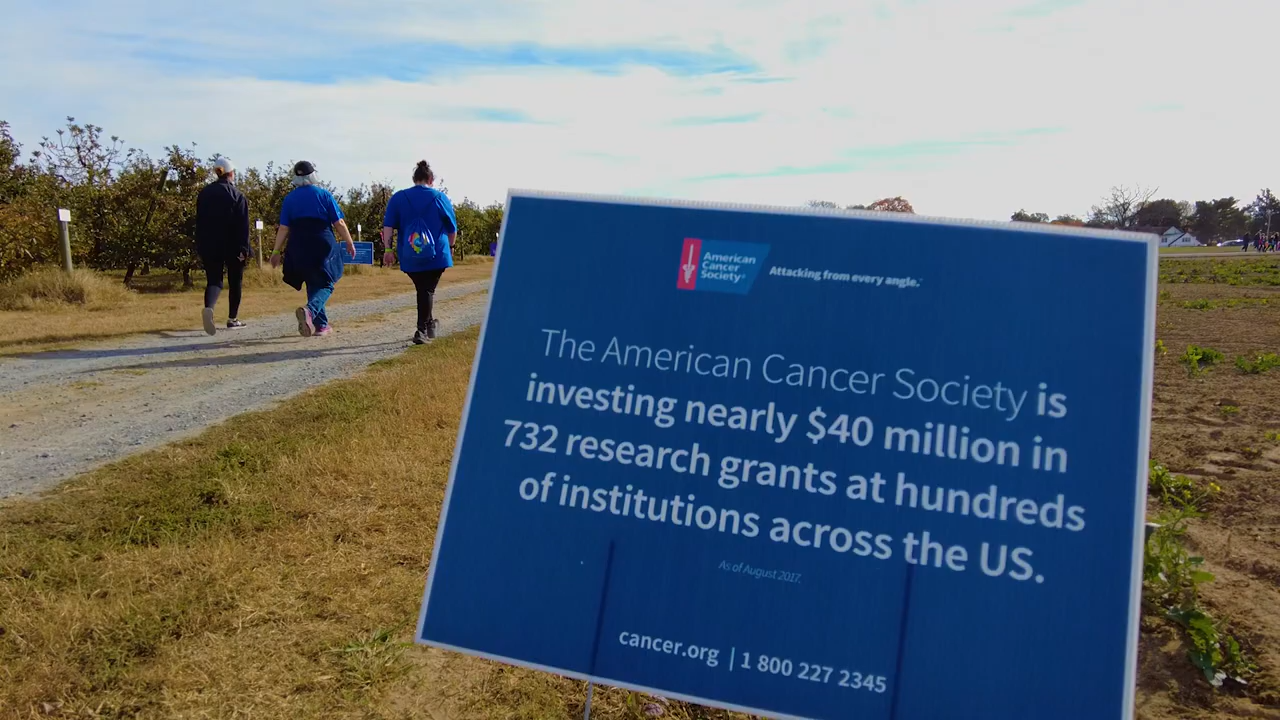 American
Cancer
Society®
Attacking from every angle.™
The American Cancer Society is
investing nearly $40 million in
732 research grants at hundreds
of institutions across the US.
As of August 2017.
cancer.org | 1 800 227 2345